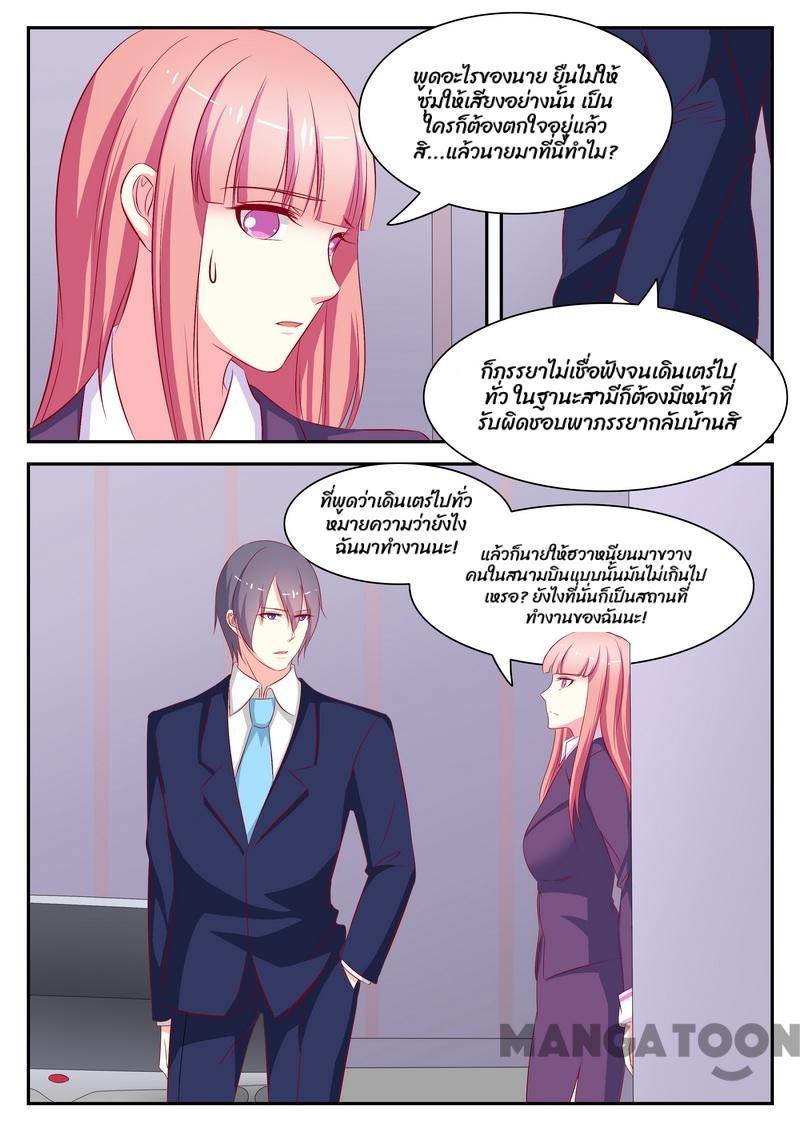 พูดอะไรของนาย ยืนไม่ให้
ซุ่มให้เสียงอย่างนั้น เป็น
ใครก็ต้องตกใจอยู่แล้ว
สิ...แล้วนายมาที่นี่ทำไม?
ก็ภรรยาไม่เชื่อฟังจนเดินเตร่ไป
ทั่ว ในฐานะสามีก็ต้องมีหน้าที่
รับผิดชอบพาภรรยากลับบ้านสิ
ที่พูดว่าเดินเตร่ไปทั่ว
หมายความว่ายังไง
ฉันมาทำงานนะ!
แล้วก็นายให้ฮวาหนียนมาขวาง
คนในสนามบินแบบนั้นมันไม่เกินไป
เหรอ? ยังไงที่นั่นก็เป็นสถานที่
ทำงานของฉันนะ!
MANGATOON